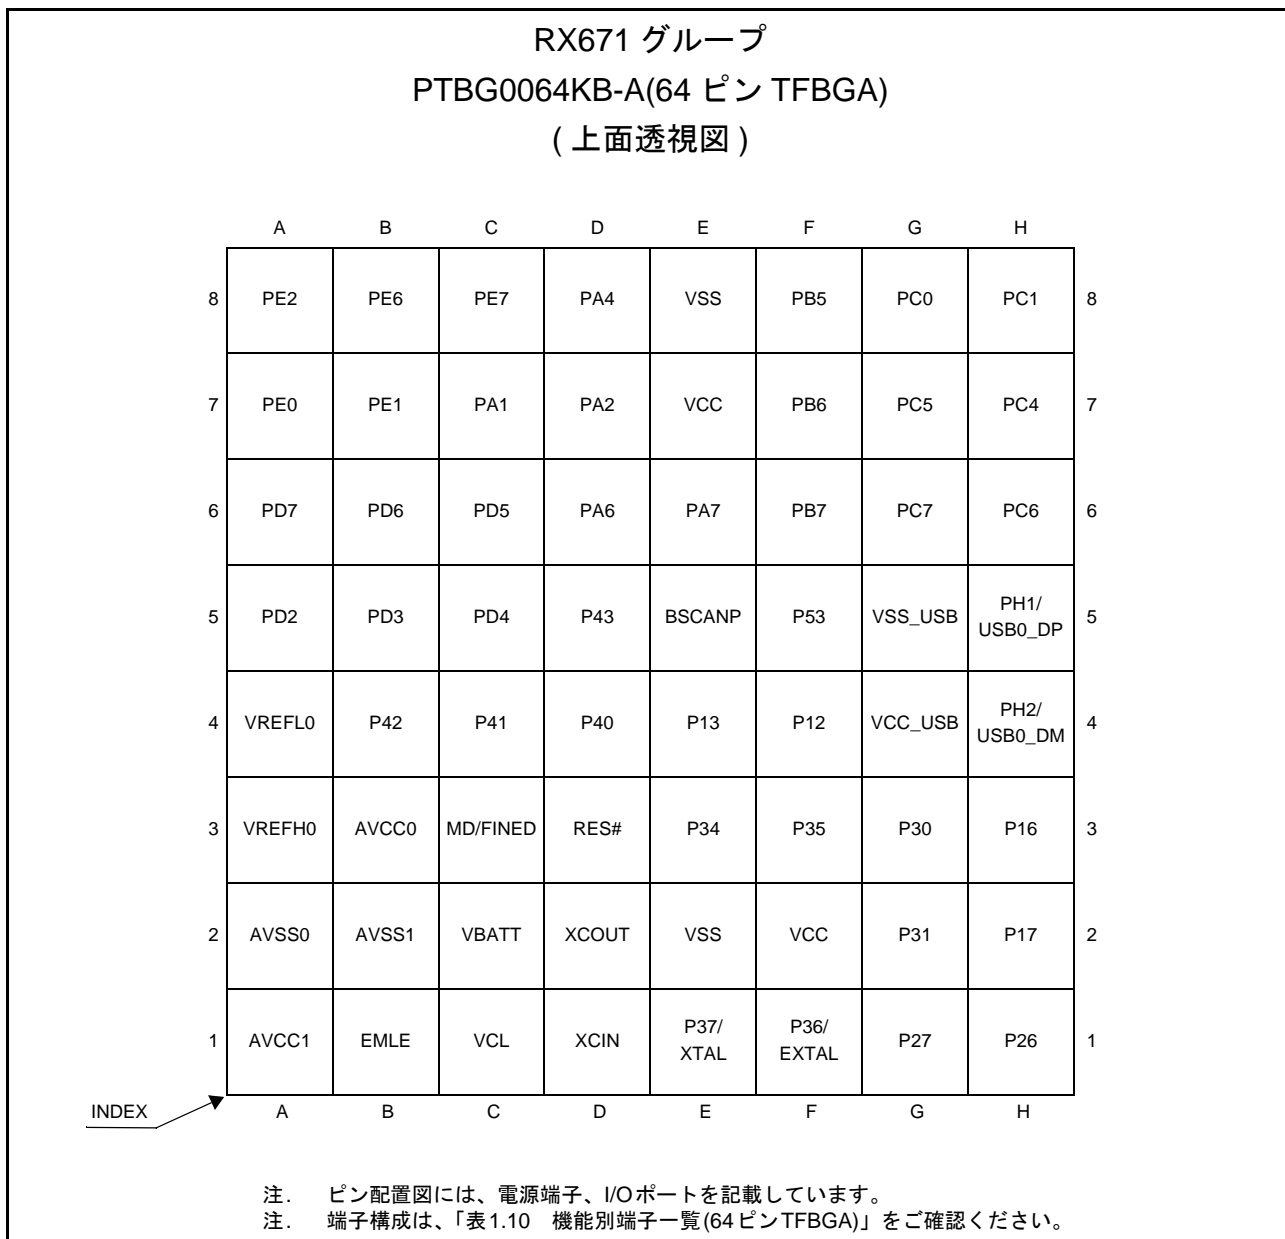 RX671 グループ
PTBG0064KB-A(64 ピン TFBGA)
( 上面透視図 )
A B C D E F G H
8 PE2 PE6 PE7 PA4 VSS PB5 PC0 PC1 8
7 PE0 PE1 PA1 PA2 VCC PB6 PC5 PC4 7
6 PD7 PD6 PD5 PA6 PA7 PB7 PC7 PC6 6
5 PD2 PD3 PD4 P43 BSCANP P53 VSS_USB PH1/ USB0_DP 5
4 VREFL0 P42 P41 P40 P13 P12 VCC_USB PH2/ USB0_DM 4
3 VREFH0 AVCC0 MD/FINED RES# P34 P35 P30 P16 3
2 AVSS0 AVSS1 VBATT XCOUT VSS VCC P31 P17 2
1 AVCC1 EMLE VCL XCIN P37/ XTAL P36/ EXTAL P27 P26 1
INDEX A B C D E F G H
注. ピン配置図には、電源端子、I/Oポートを記載しています。
注. 端子構成は、「表1.10 機能別端子一覧(64ピンTFBGA)」をご確認ください。